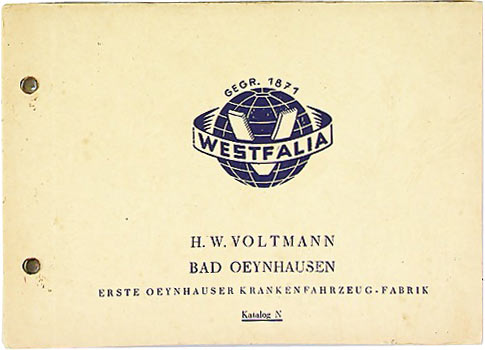 GEGR. 1871
WESTFALIA
H. W. VOLTMANN
BAD OEYNHAUSEN
ERSTE OEYNHAUSER KRANKENFAHRZEUG-FABRIK
Katalog N